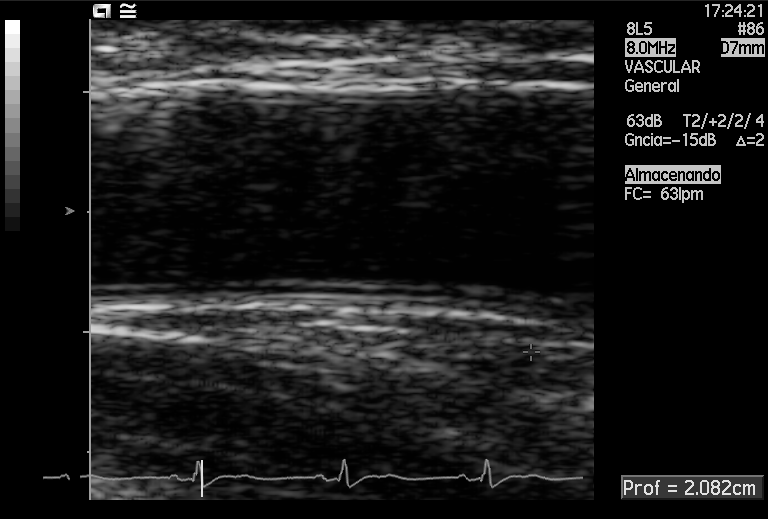 17:24:21
8L5 #86
8.0MHz 07mm
VASCULAR
General
63dB T2/+2/2/ 4
Gncia=-15dB Δ=2
Almacenando
FC= 63lpm
Prof = 2.082cm